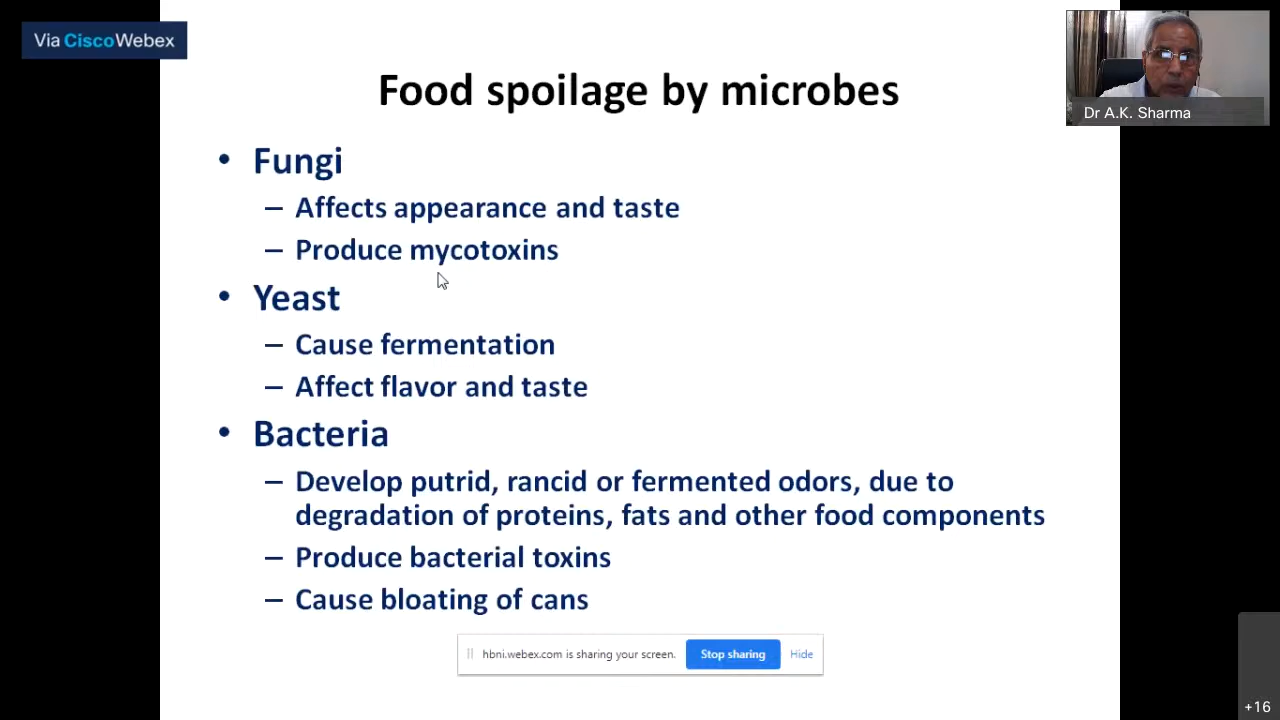 Via CiscoWebex
Dr A.K. Sharma
Food spoilage by microbes
• Fungi
– Affects appearance and taste
– Produce mycotoxins
• Yeast
– Cause fermentation
– Affect flavor and taste
• Bacteria
– Develop putrid, rancid or fermented odors, due to
degradation of proteins, fats and other food components
– Produce bacterial toxins
– Cause bloating of cans
hbni.webex.com is sharing your screen. Stop sharing Hide
+16